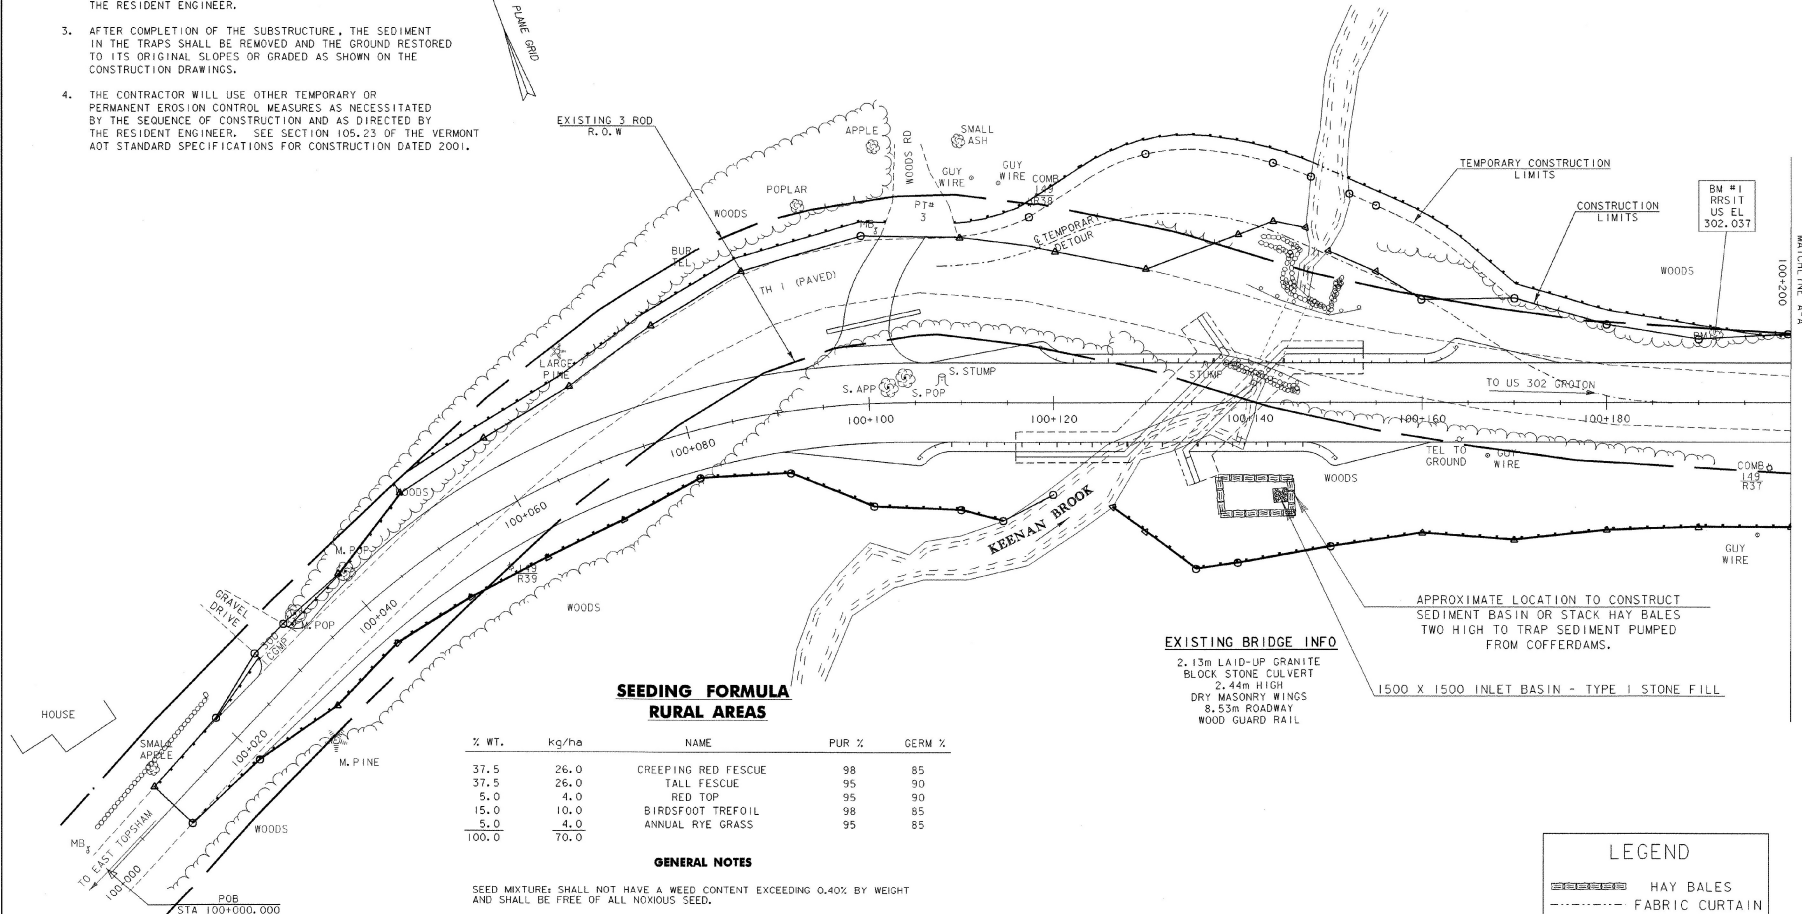 THE RESIDENT ENGINEER.
3. AFTER COMPLETION OF THE SUBSTRUCTURE, THE SEDIMENT
IN THE TRAPS SHALL BE REMOVED AND THE GROUND RESTORED
TO ITS ORIGINAL SLOPES OR GRADED AS SHOWN ON THE
CONSTRUCTION DRAWINGS.
4. THE CONTRACTOR WILL USE OTHER TEMPORARY OR
PERMANENT EROSION CONTROL MEASURES AS NECESSITATED
BY THE SEQUENCE OF CONSTRUCTION AND AS DIRECTED BY
THE RESIDENT ENGINEER. SEE SECTION 105.23 OF THE VERMONT
AOT STANDARD SPECIFICATIONS FOR CONSTRUCTION DATED 2001.
PLANE GRID
EXISTING 3 ROD
R.O.W
APPLE
WOODS RD
SMALL
ASH
GUY
WIRE
GUY
WIRE
COMB
149
R38
POPLAR
WOODS
PT#
3
MB
BUR
TEL
TH 1 (PAVED)
℄ TEMPORARY
DETOUR
TEMPORARY CONSTRUCTION
LIMITS
CONSTRUCTION
LIMITS
BM #1
RRSIT
US EL
302.037
WOODS
100+200
MATCHLINE A-A
BM
LARGE
PINE
S. APP
S. POP
S. STUMP
STUMP
TO US 302 GROTON
100+100
100+120
100+140
100+160
100+180
100+080
100+060
100+040
100+020
100+000
TEL TO
GROUND
GUY
WIRE
WOODS
COMB
149
R37
GUY
WIRE
KEENAN BROOK
WOODS
M. POP
149
R39
WOODS
GRAVEL
DRIVE
M. POP
300
CGMP
HOUSE
SMALL
APPLE
M. PINE
WOODS
MB
TO EAST TOPSHAM
POB
STA 100+000.000
APPROXIMATE LOCATION TO CONSTRUCT
SEDIMENT BASIN OR STACK HAY BALES
TWO HIGH TO TRAP SEDIMENT PUMPED
FROM COFFERDAMS.
1500 X 1500 INLET BASIN - TYPE I STONE FILL
EXISTING BRIDGE INFO
2.13m LAID-UP GRANITE
BLOCK STONE CULVERT
2.44m HIGH
DRY MASONRY WINGS
8.53m ROADWAY
WOOD GUARD RAIL
SEEDING FORMULA
RURAL AREAS
% WT. kg/ha NAME PUR % GERM %
37.5 26.0 CREEPING RED FESCUE 98 85
37.5 26.0 TALL FESCUE 95 90
5.0 4.0 RED TOP 95 90
15.0 10.0 BIRDSFOOT TREFOIL 98 85
5.0 4.0 ANNUAL RYE GRASS 95 85
100.0 70.0
GENERAL NOTES
SEED MIXTURE: SHALL NOT HAVE A WEED CONTENT EXCEEDING 0.40% BY WEIGHT
AND SHALL BE FREE OF ALL NOXIOUS SEED.
LEGEND
HAY BALES
FABRIC CURTAIN